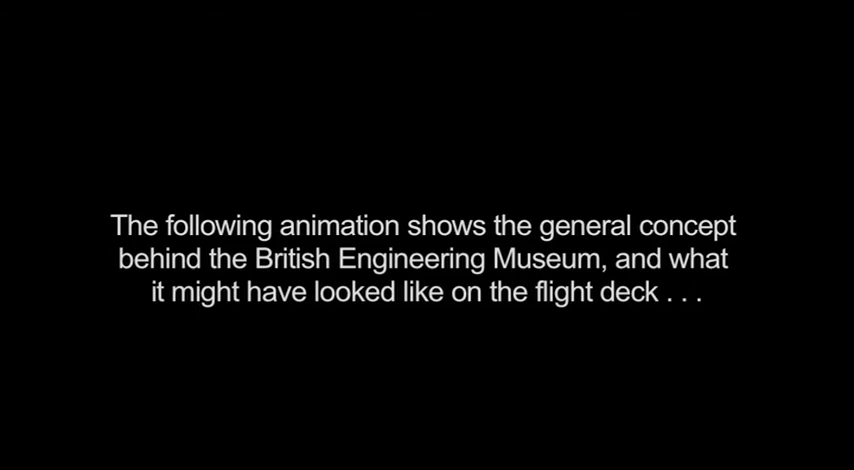 The following animation shows the general concept
behind the British Engineering Museum, and what
it might have looked like on the flight deck . . .